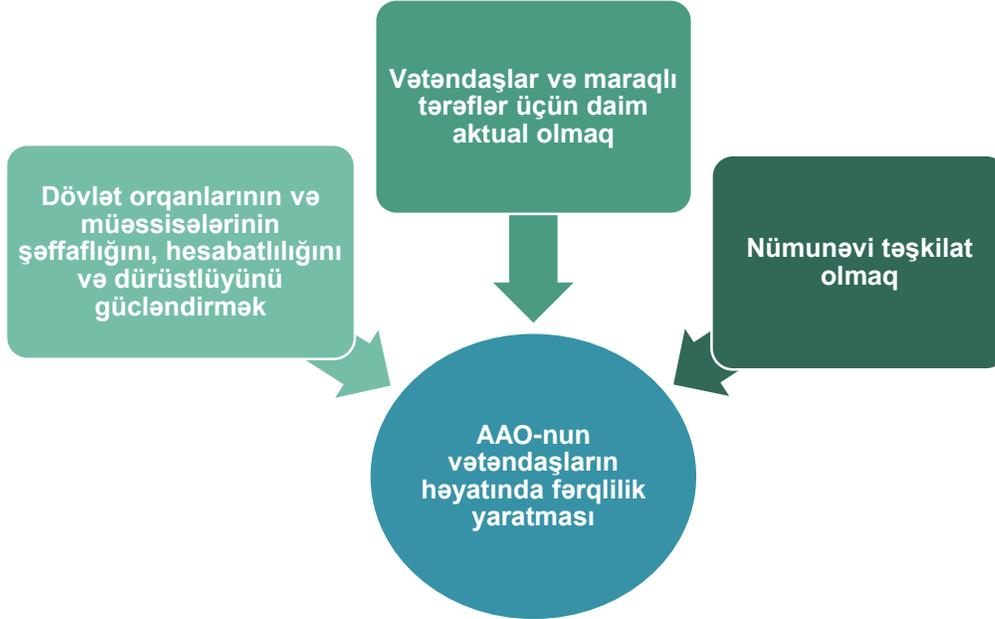 Vətəndaşlar və maraqlı
tərəflər üçün daim
aktual olmaq
Dövlət orqanlarının və
müəssisələrinin
şəffaflığını, hesabatlılığını
və dürüstlüyünü
gücləndirmək
Nümunəvi təşkilat
olmaq
AAO-nun
vətəndaşların
həyatında fərqlilik
yaratması